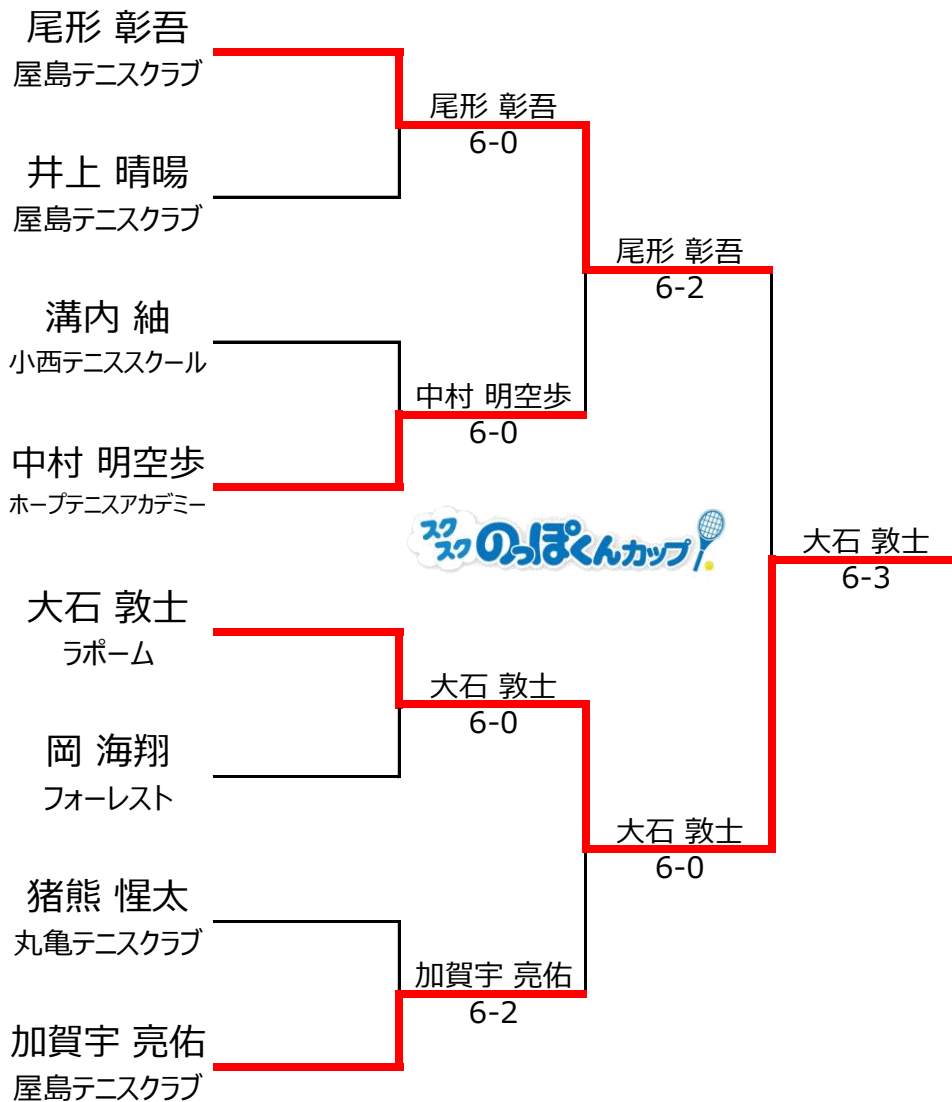 尾形 彰吾
屋島テニスクラブ
尾形 彰吾
6-0
井上 晴暘
屋島テニスクラブ
尾形 彰吾
6-2
溝内 紬
小西テニススクール
中村 明空歩
6-0
中村 明空歩
ホープテニスアカデミー
スクスクのっぽくんカップ
大石 敦士
6-3
大石 敦士
ラポーム
大石 敦士
6-0
岡 海翔
フォーレスト
大石 敦士
6-0
猪熊 惺太
丸亀テニスクラブ
加賀宇 亮佑
6-2
加賀宇 亮佑
屋島テニスクラブ